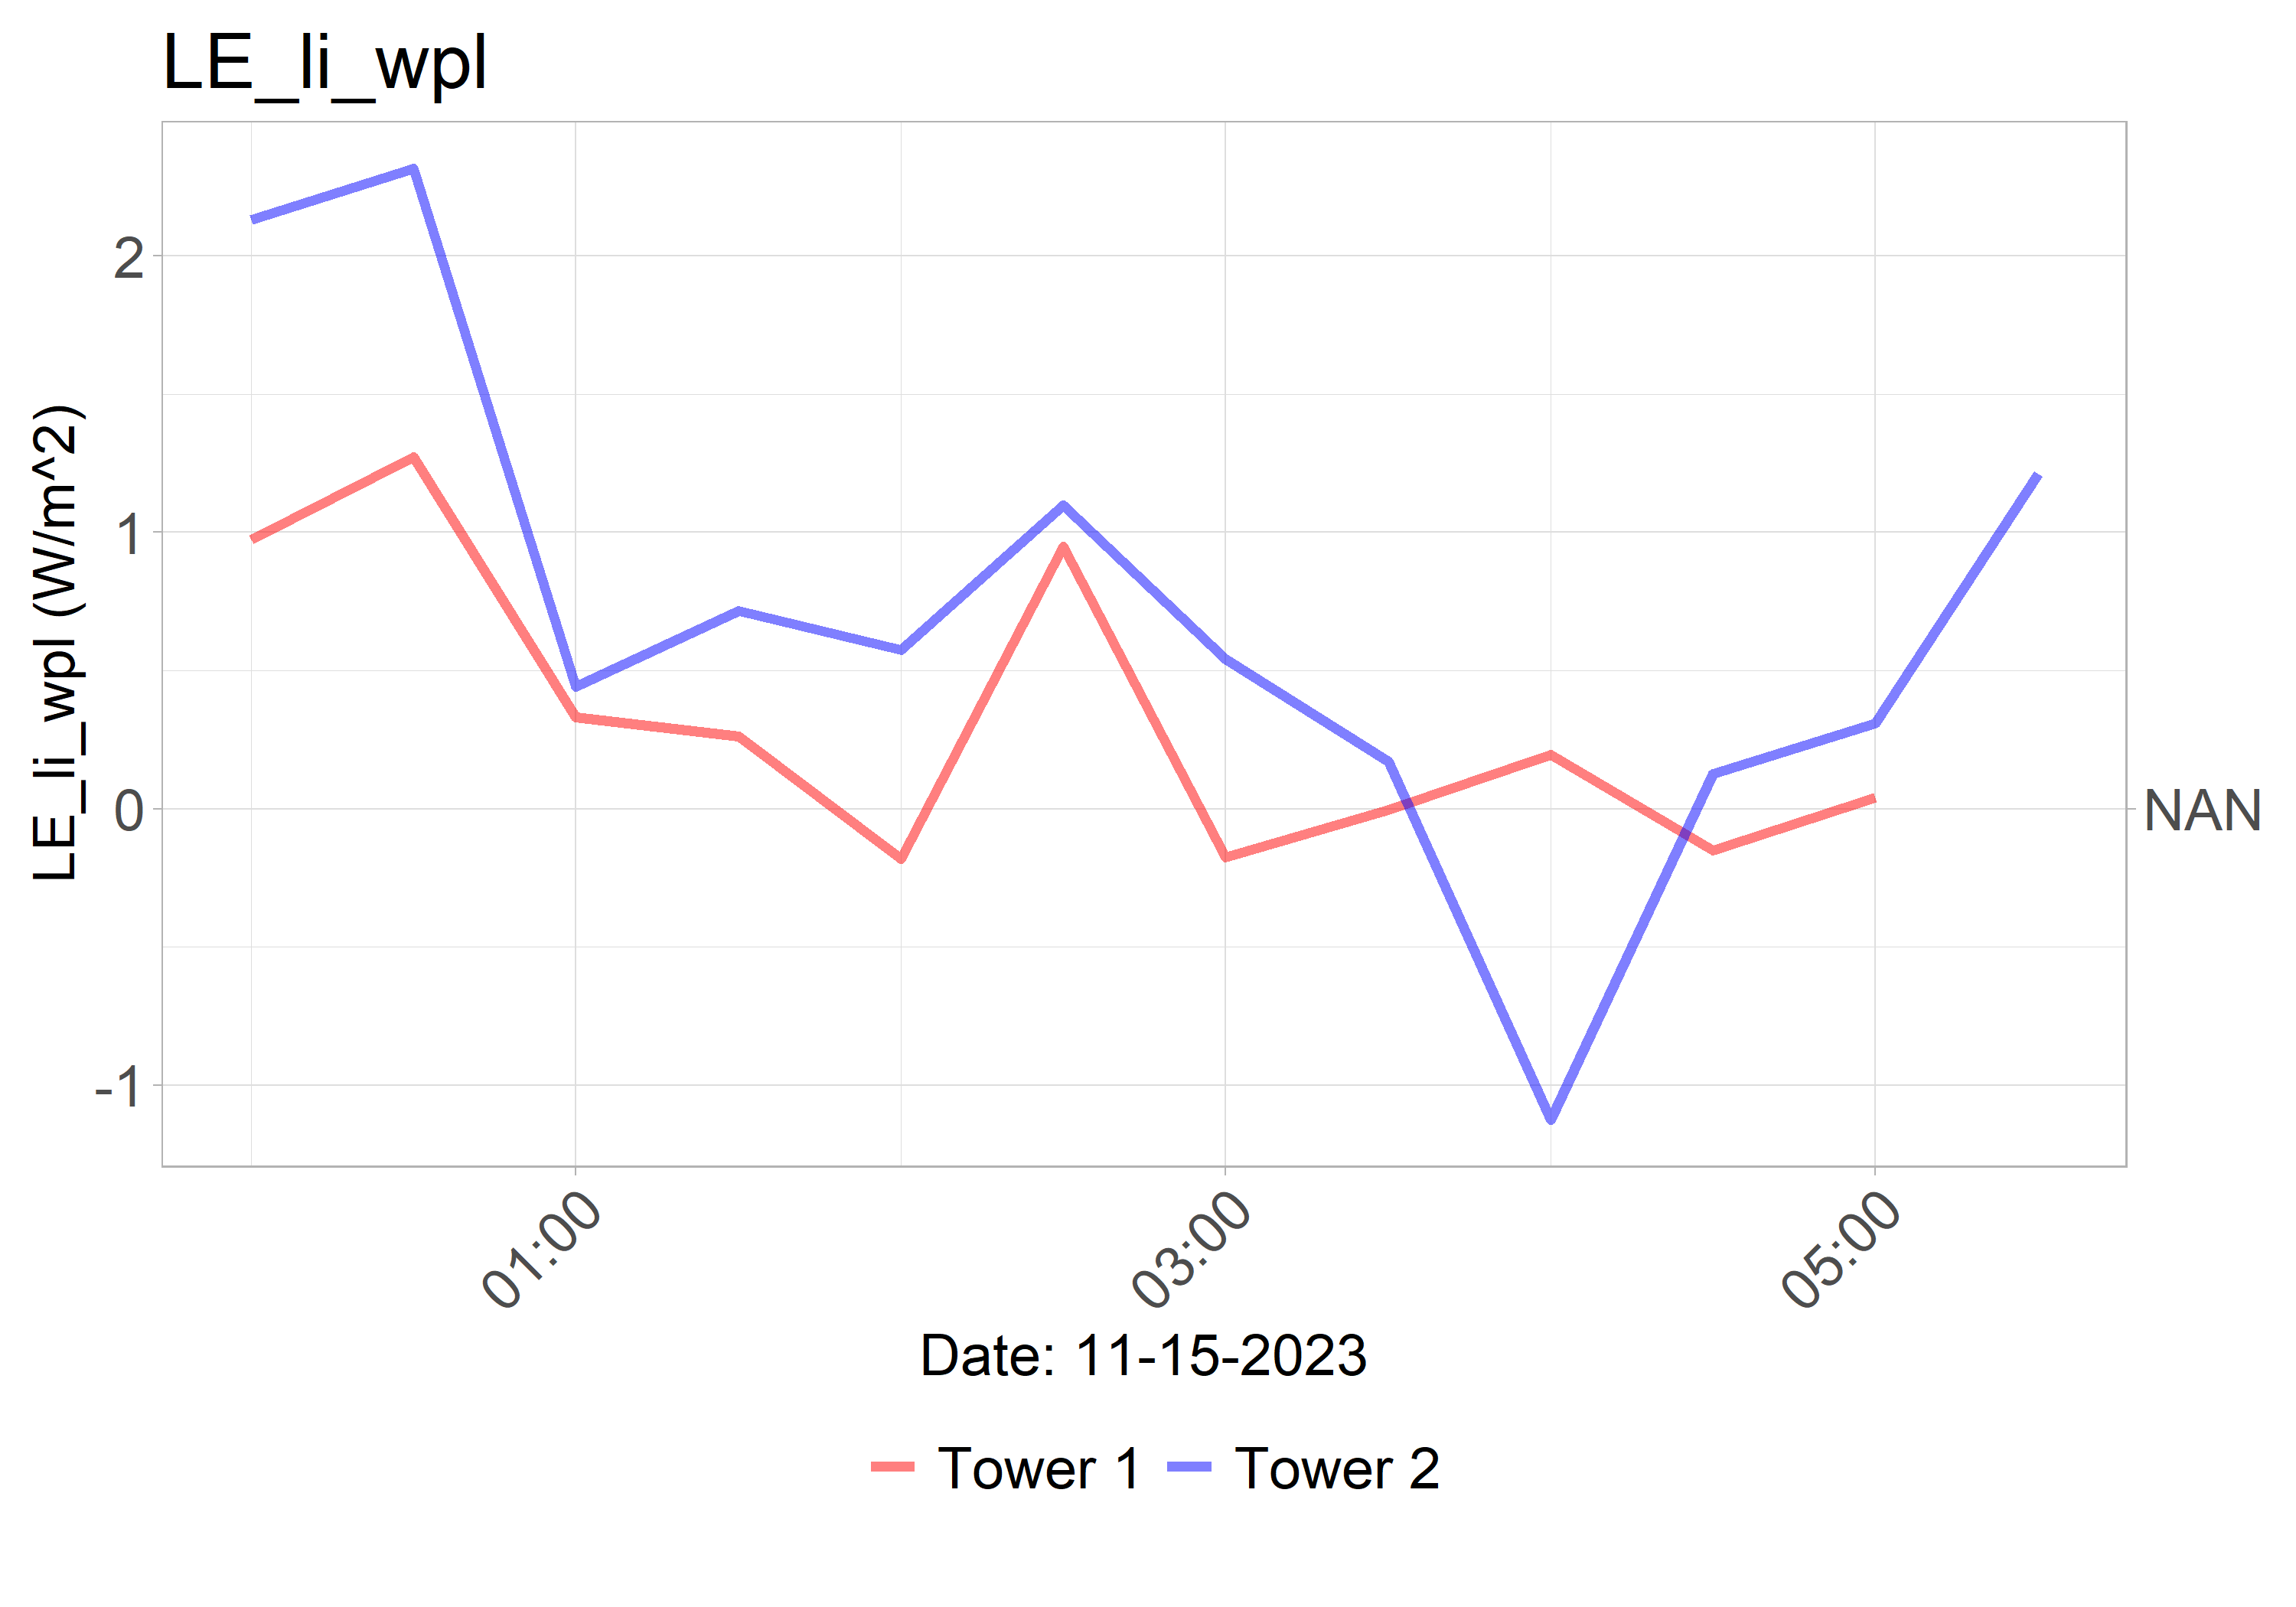 LE_li_wpl
LE_li_wpl (W/m^2)
2
1
0
-1
NAN
01:00
03:00
05:00
Date: 11-15-2023
Tower 1
Tower 2